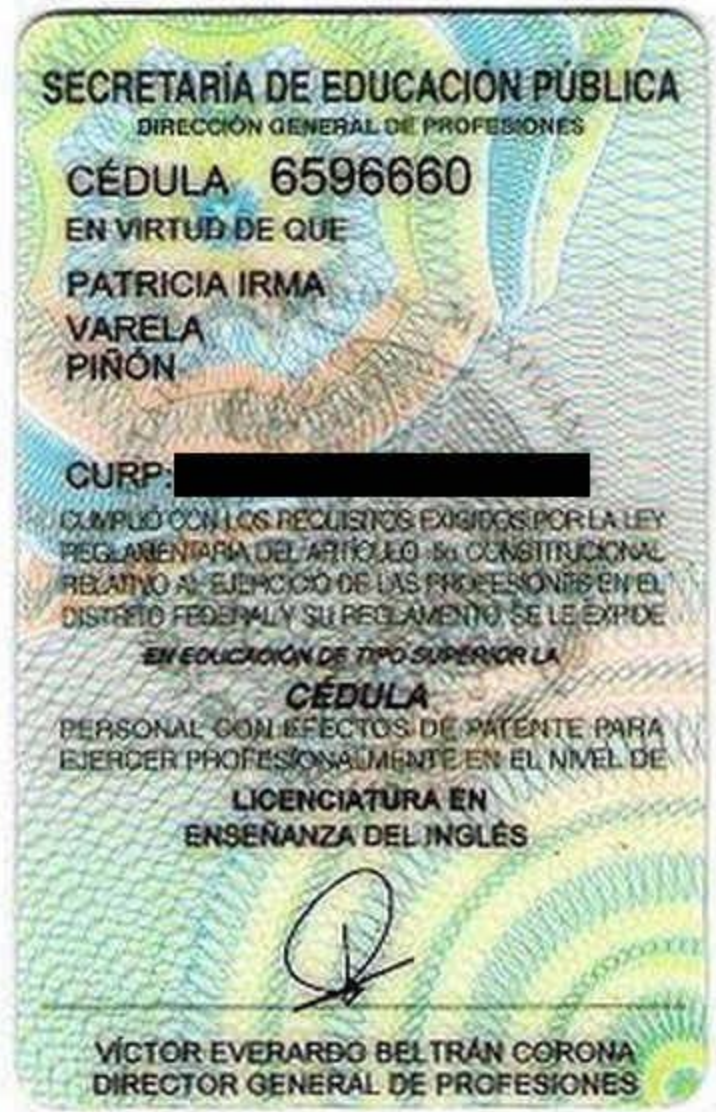 SECRETARÍA DE EDUCACIÓN PÚBLICA
DIRECCIÓN GENERAL DE PROFESIONES
CÉDULA 6596660
EN VIRTUD DE QUE
PATRICIA IRMA
VARELA
PIÑÓN
CURP:
CUMPLIÓ CON LOS REQUISITOS EXIGIDOS POR LA LEY
REGLAMENTARIA DEL ARTÍCULO 5o CONSTITUCIONAL
RELATIVO AL EJERCICIO DE LAS PROFESIONES EN EL
DISTRITO FEDERAL Y SU REGLAMENTO SE LE EXPIDE
EN EDUCACIÓN DE TIPO SUPERIOR LA
CÉDULA
PERSONAL CON EFECTOS DE PATENTE PARA
EJERCER PROFESIONALMENTE EN EL NIVEL DE
LICENCIATURA EN
ENSEÑANZA DEL INGLÉS
VÍCTOR EVERARDO BELTRÁN CORONA
DIRECTOR GENERAL DE PROFESIONES